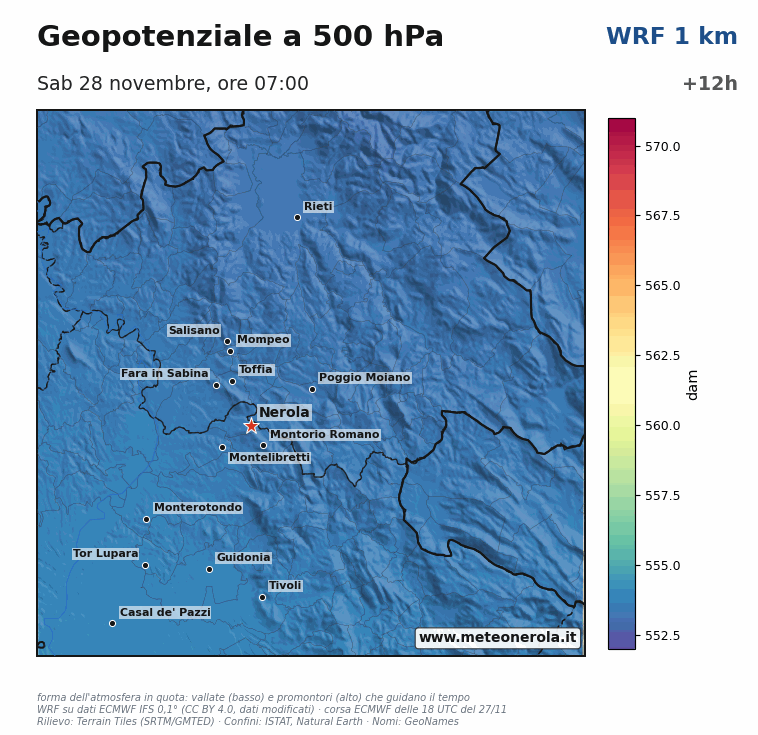 Geopotenziale a 500 hPa
WRF 1 km
Sab 28 novembre, ore 07:00
+12h
Rieti
Salisano
Mompeo
Toffia
Fara in Sabina
Poggio Moiano
Nerola
Montorio Romano
Montelibretti
Monterotondo
Tor Lupara
Guidonia
Tivoli
Casal de' Pazzi
www.meteonerola.it
570.0
567.5
565.0
562.5
560.0
557.5
555.0
552.5
dam
forma dell'atmosfera in quota: vallate (basso) e promontori (alto) che guidano il tempo
WRF su dati ECMWF IFS 0,1° (CC BY 4.0, dati modificati) · corsa ECMWF delle 18 UTC del 27/11
Rilievo: Terrain Tiles (SRTM/GMTED) · Confini: ISTAT, Natural Earth · Nomi: GeoNames